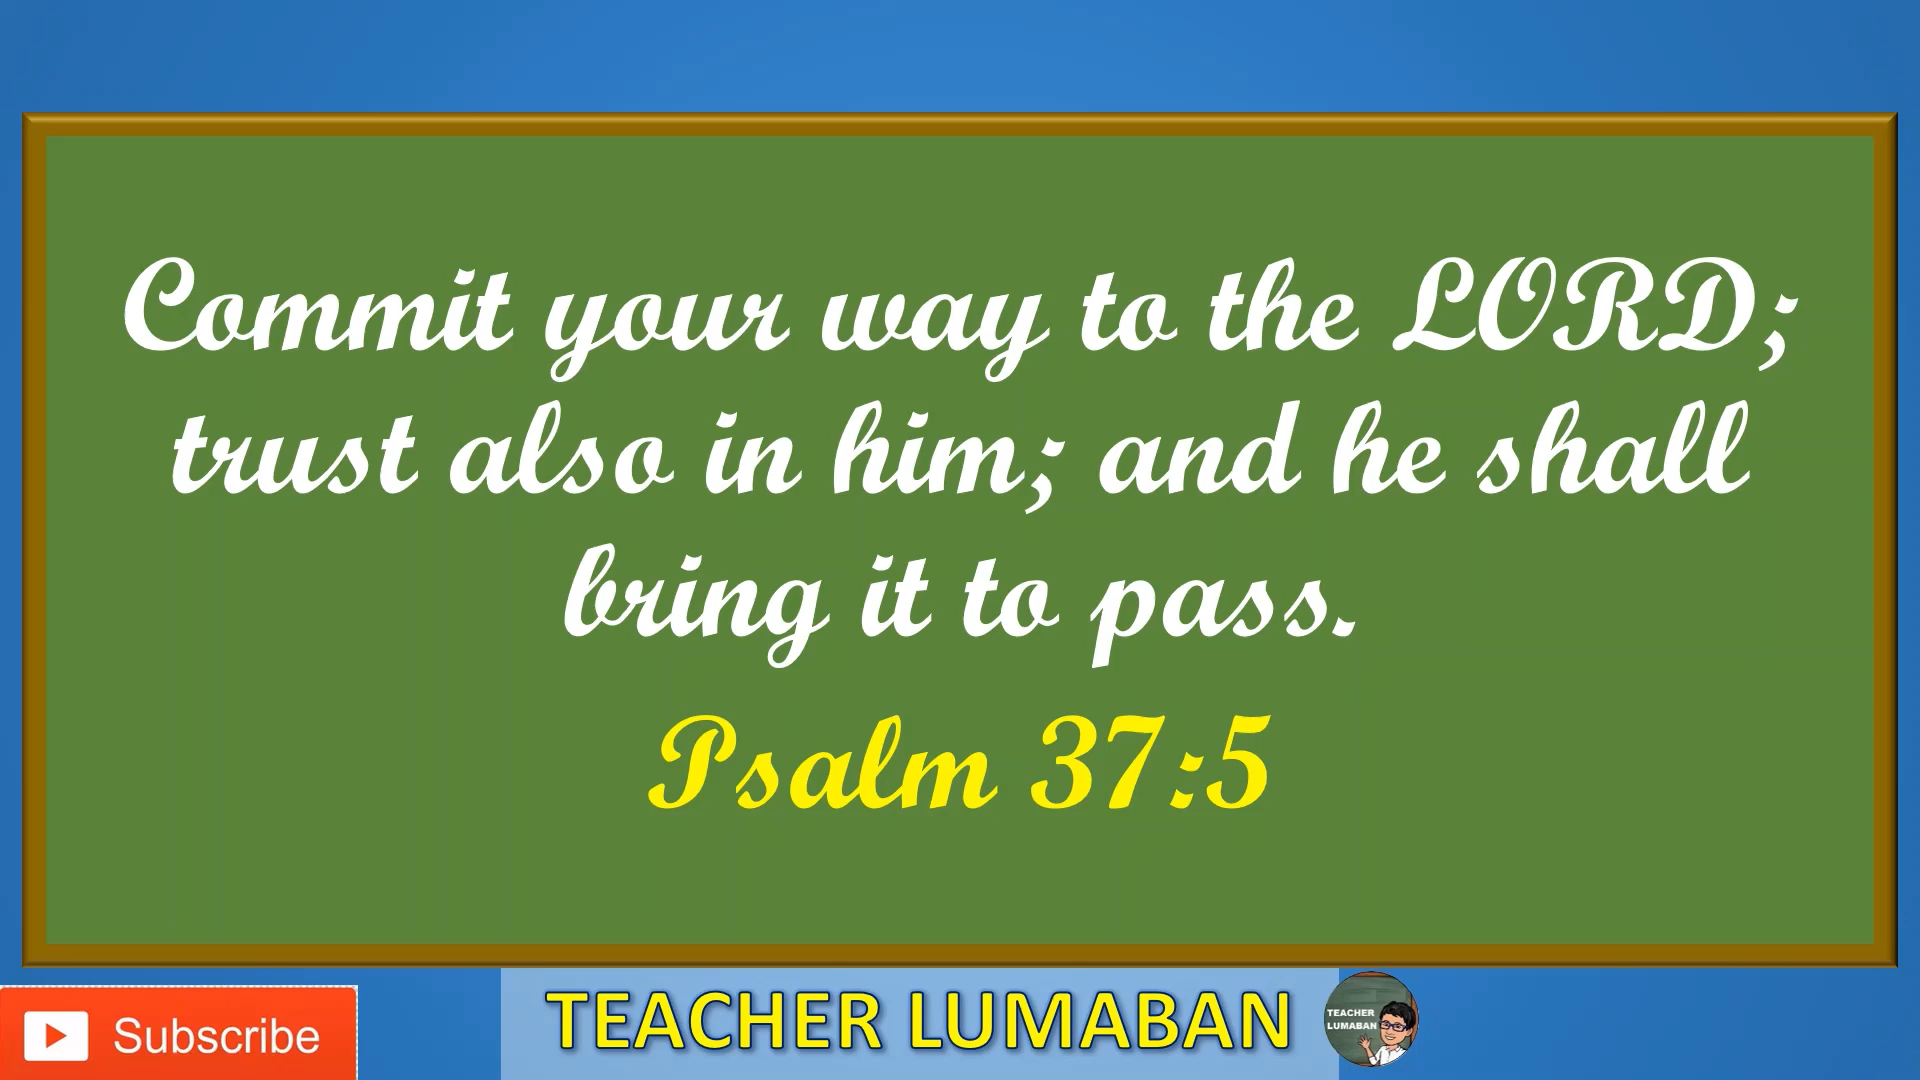 Commit your way to the LORD;
trust also in him; and he shall
bring it to pass.
Psalm 37:5
Subscribe
TEACHER LUMABAN
TEACHER
LUMABAN